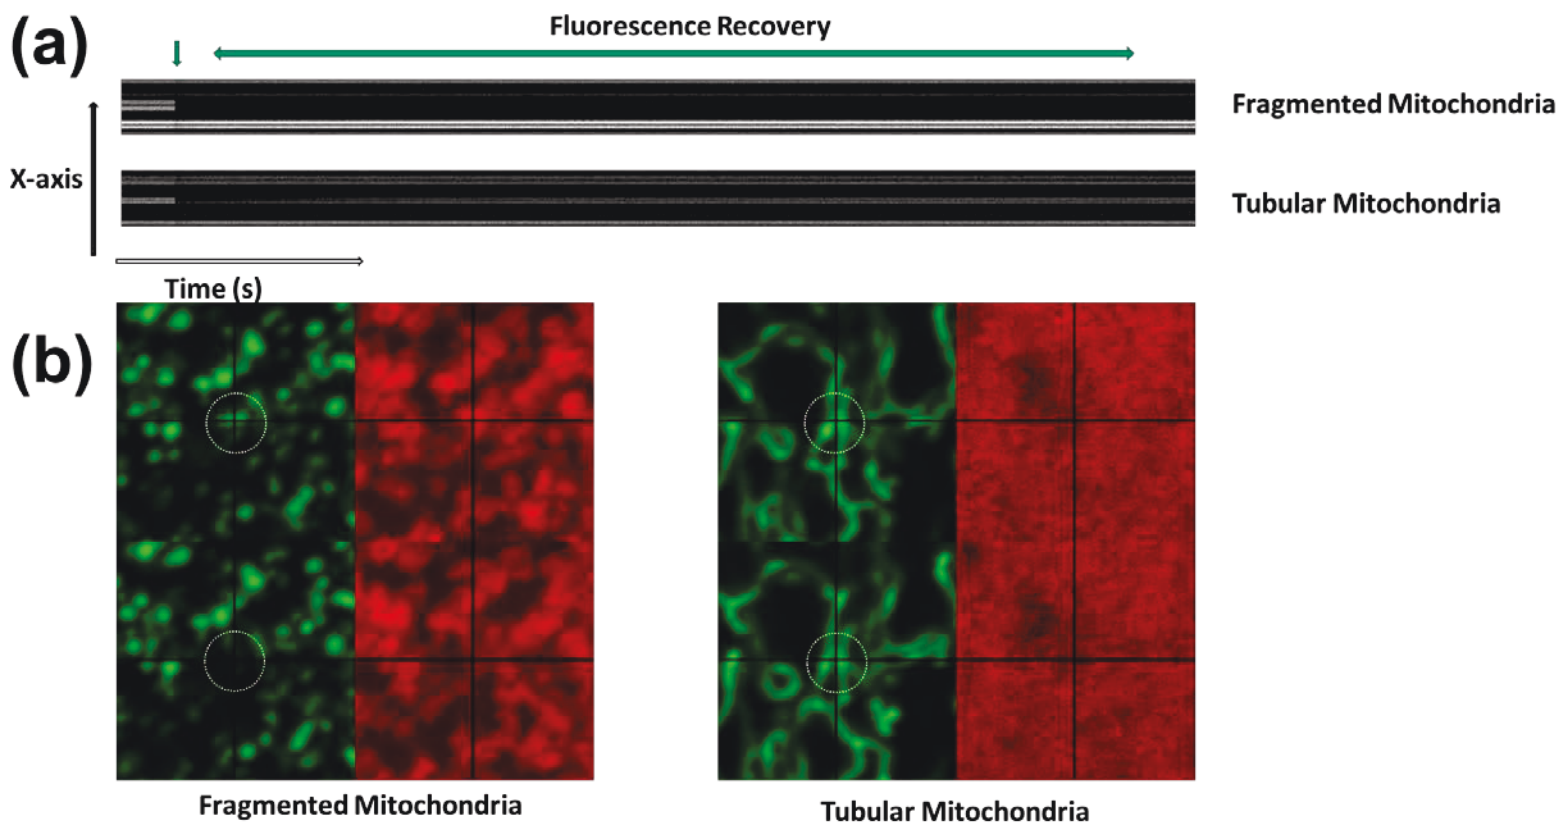 (a)
Fluorescence Recovery
Fragmented Mitochondria
X-axis
Tubular Mitochondria
Time (s)
(b)
Fragmented Mitochondria
Tubular Mitochondria